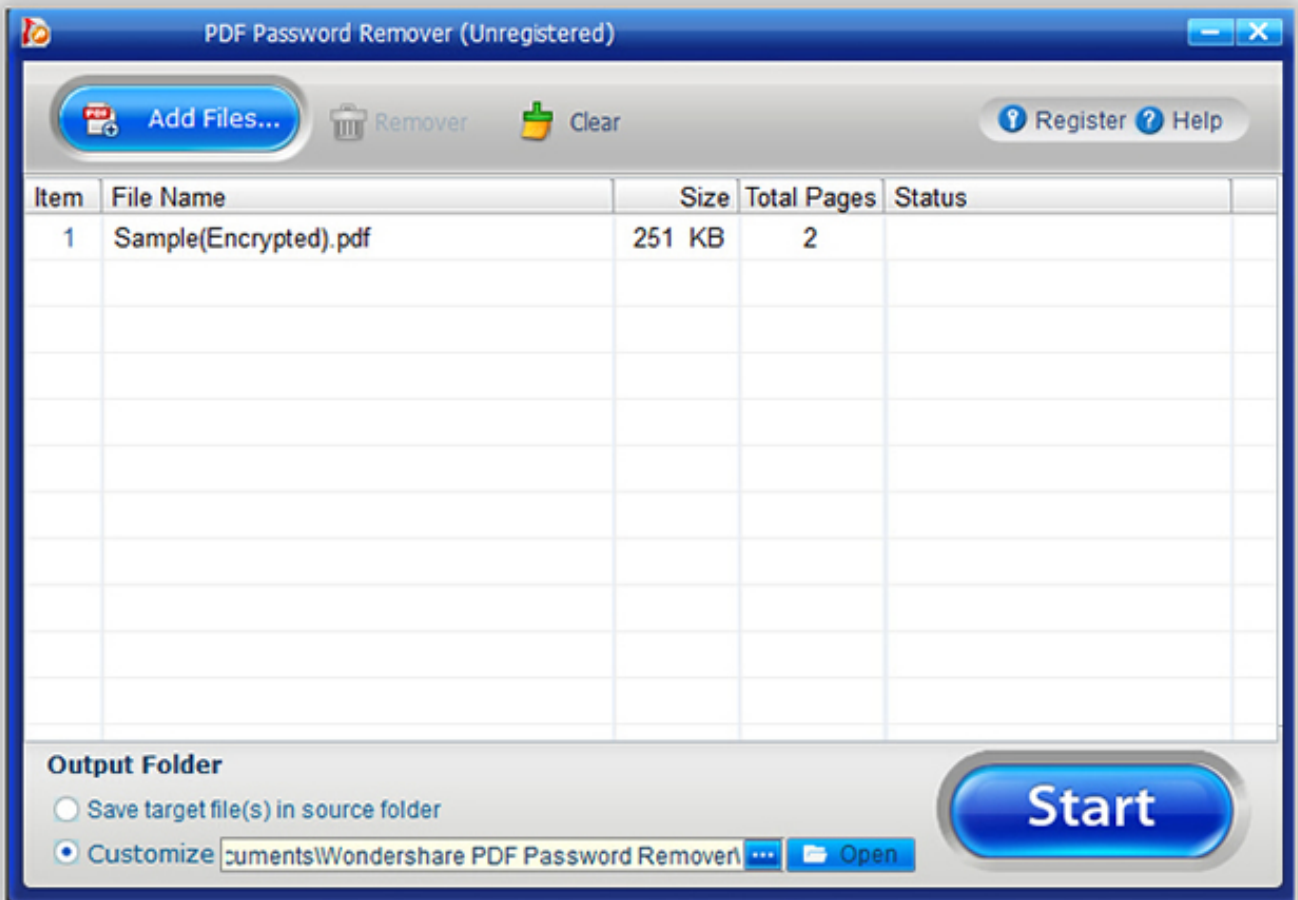 PDF Password Remover (Unregistered)
Add Files... Remover Clear Register Help
Item File Name Size Total Pages Status
1 Sample(Encrypted).pdf 251 KB 2
Output Folder
Save target file(s) in source folder
Customize cuments\Wondershare PDF Password Remover\ ... Open
Start